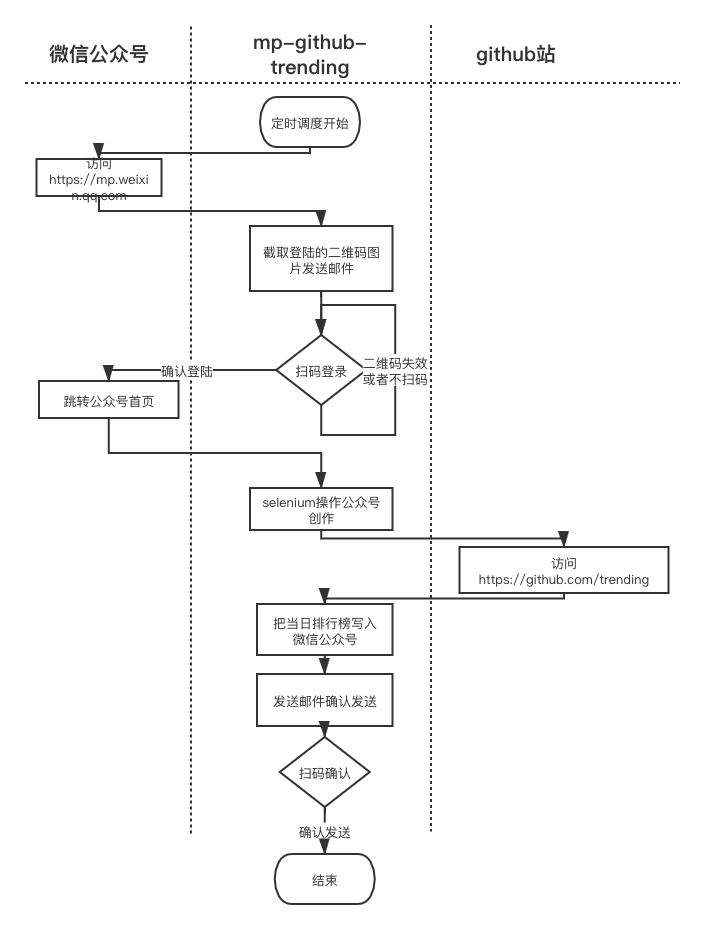 微信公众号
mp-github-
trending
github站
定时调度开始
访问
https://mp.weixi
n.qq.com
截取登陆的二维码图
片发送邮件
扫码登录
二维码失效
或者不扫码
确认登陆
跳转公众号首页
selenium操作公众号
创作
访问
https://github.com/trending
把当日排行榜写入
微信公众号
发送邮件确认发送
扫码确认
确认发送
结束